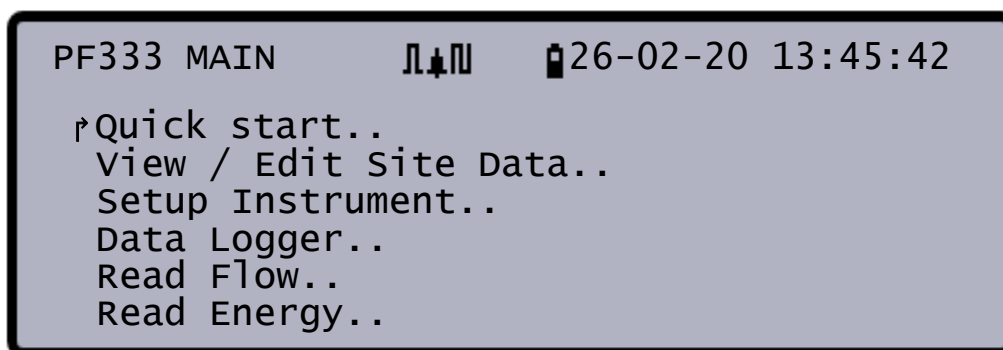 PF333 MAIN 26-02-20 13:45:42
Quick start..
View / Edit Site Data..
Setup Instrument..
Data Logger..
Read Flow..
Read Energy..